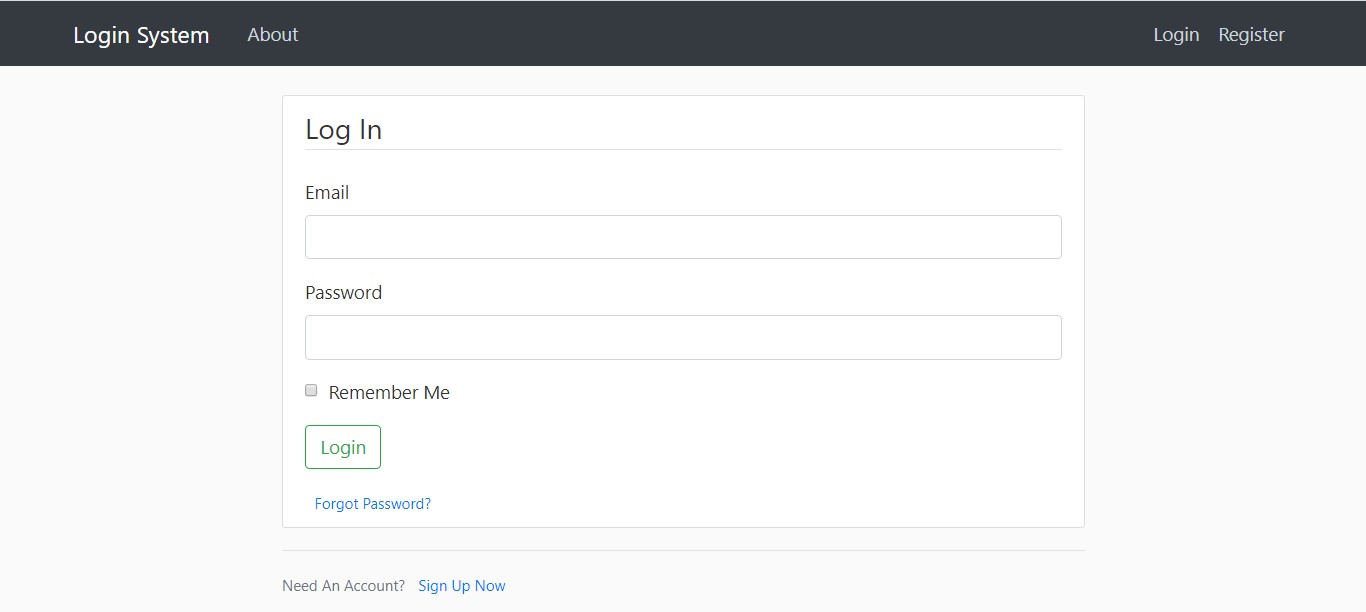 Login System About Login Register
Log In
Email
Password
Remember Me
Login
Forgot Password?
Need An Account? Sign Up Now